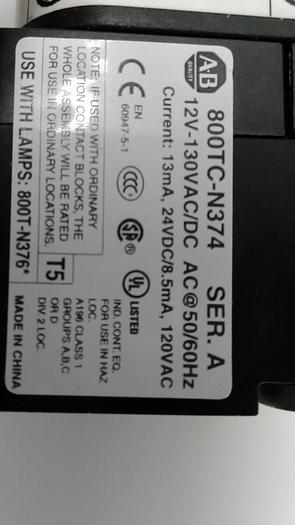 AB
QUALITY
800TC-N374 SER. A
12V-130VAC/DC AC@50/60Hz
Current: 13mA, 24VDC/8.5mA, 120VAC
CE EN
60947-5-1
CCC
SA
UL LISTED
IND. CONT. EQ.
FOR USE IN HAZ
LOC.
A196 CLASS 1
GROUPS A,B,C
OR D
DIV. 2 LOC.
NOTE: IF USED WITH ORDINARY
LOCATION CONTACT BLOCKS, THE
WHOLE ASSEMBLY WILL BE RATED
FOR USE IN ORDINARY LOCATIONS.
T5
USE WITH LAMPS: 800T-N376*
MADE IN CHINA